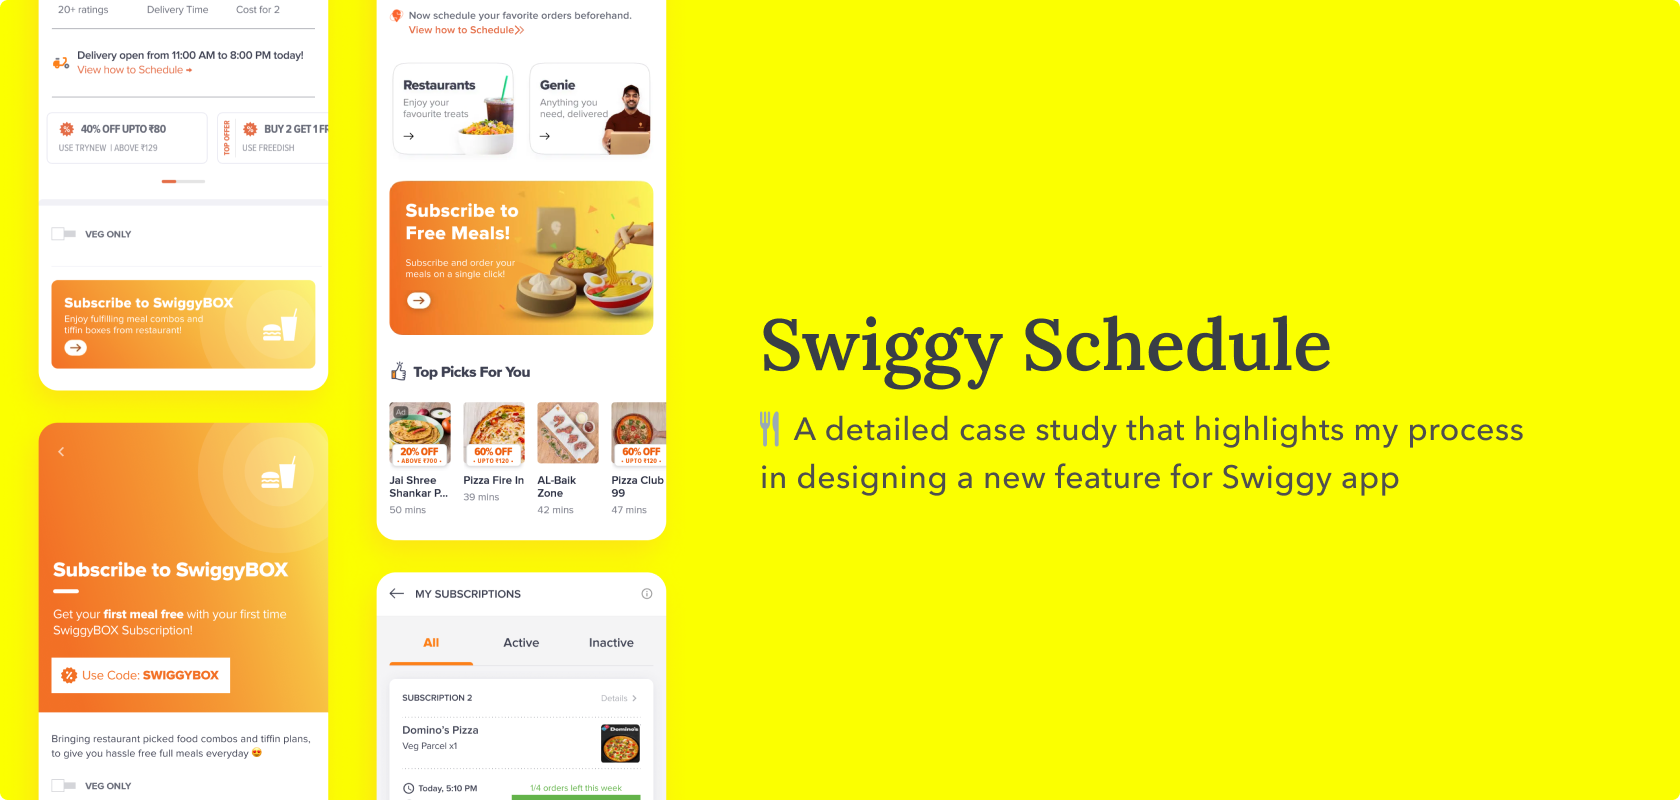 20+ ratings
Delivery Time
Cost for 2
Delivery open from 11:00 AM to 8:00 PM today!
View how to Schedule
40% OFF UPTO ₹80
USE TRYNEW | ABOVE ₹129
TOP OFFER
BUY 2 GET 1 FR
USE FREEDISH
VEG ONLY
Subscribe to SwiggyBOX
Enjoy fulfilling meal combos and
tiffin boxes from restaurant!
Subscribe to SwiggyBOX
Get your first meal free with your first time
SwiggyBOX Subscription!
Use Code: SWIGGYBOX
Bringing restaurant picked food combos and tiffin plans,
to give you hassle free full meals everyday 😍
VEG ONLY
Now schedule your favorite orders beforehand.
View how to Schedule
Restaurants
Enjoy your
favourite treats
Genie
Anything you
need, delivered
Subscribe to
Free Meals!
Subscribe and order your
meals on a single click!
Top Picks For You
Ad
20% OFF
• ABOVE ₹700 •
Jai Shree
Shankar P...
50 mins
60% OFF
• UPTO ₹120 •
Pizza Fire In
39 mins
AL-Baik
Zone
42 mins
60% OFF
• UPTO ₹120 •
Pizza Club
99
47 mins
MY SUBSCRIPTIONS
All
Active
Inactive
SUBSCRIPTION 2
Details
Domino's Pizza
Veg Parcel x1
Domino's
Today, 5:10 PM
1/4 orders left this week
Swiggy Schedule
🍴 A detailed case study that highlights my process
in designing a new feature for Swiggy app